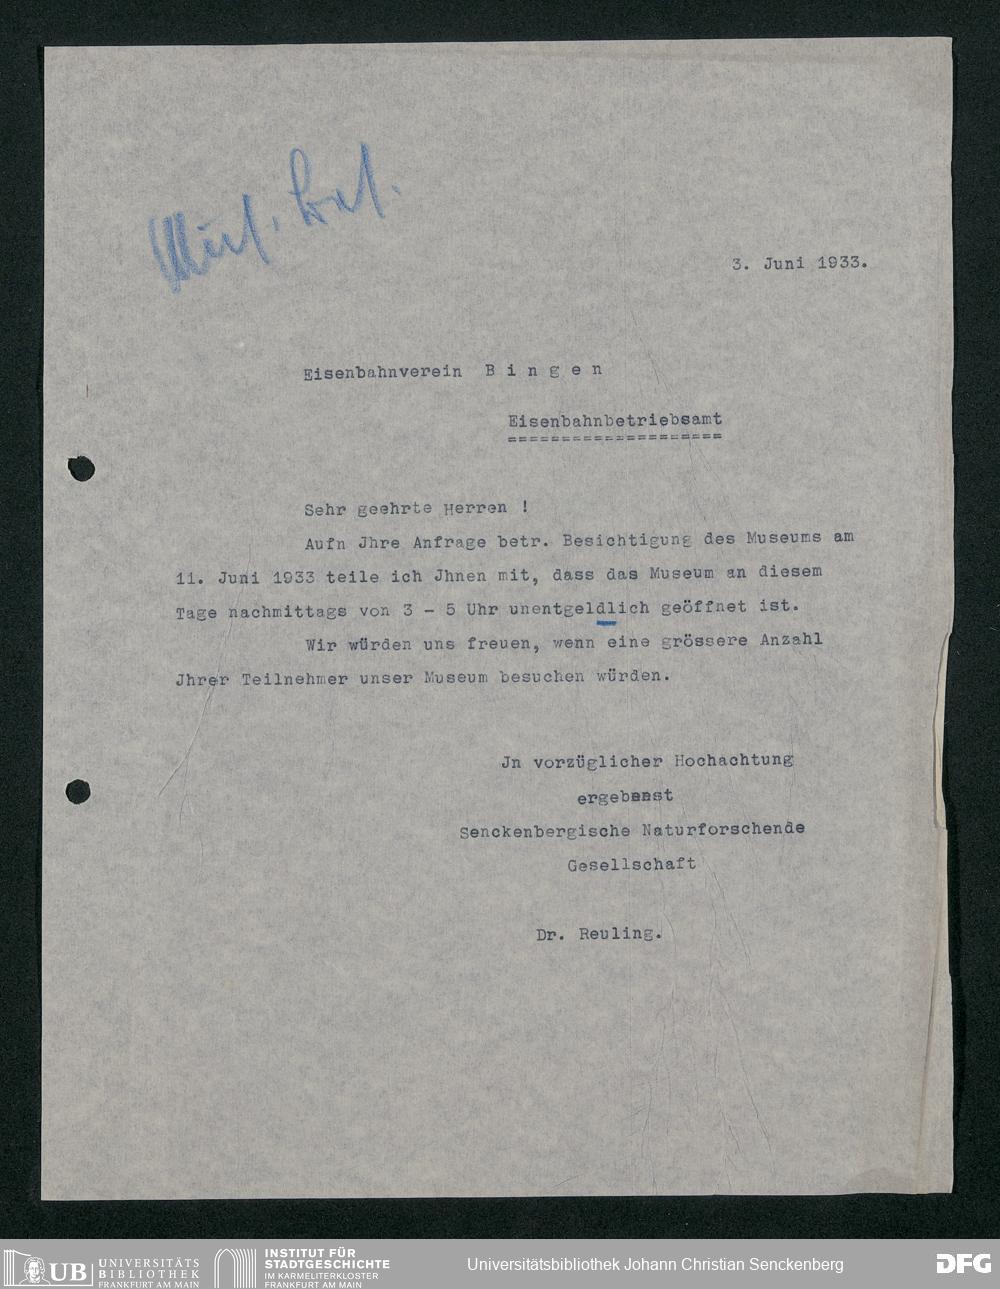 3. Juni 1933.
Eisenbahnverein B i n g e n
Eisenbahnbetriebsamt
====================
Sehr geehrte Herren !
Aufn Jhre Anfrage betr. Besichtigung des Museums am
11. Juni 1933 teile ich Jhnen mit, dass das Museum an diesem
Tage nachmittags von 3 - 5 Uhr unentgeldlich geöffnet ist.
Wir würden uns freuen, wenn eine grössere Anzahl
Jhrer Teilnehmer unser Museum besuchen würden.
Jn vorzüglicher Hochachtung
ergebenst
Senckenbergische Naturforschende
Gesellschaft
Dr. Reuling.
UB UNIVERSITÄTS
BIBLIOTHEK
FRANKFURT AM MAIN
INSTITUT FÜR
STADTGESCHICHTE
IM KARMELITERKLOSTER
FRANKFURT AM MAIN
Universitätsbibliothek Johann Christian Senckenberg
DFG